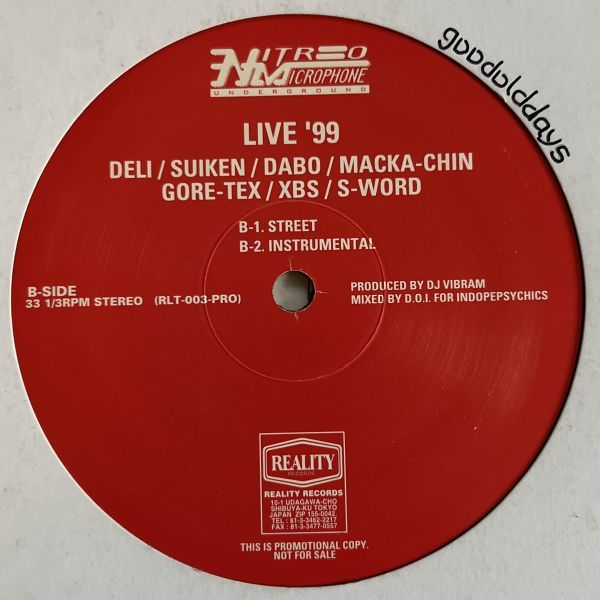 NITRO
MICROPHONE
UNDERGROUND
goodolddays
LIVE '99
DELI / SUIKEN / DABO / MACKA-CHIN
GORE-TEX / XBS / S-WORD
B-1. STREET
B-2. INSTRUMENTAL
B-SIDE
33 1/3RPM STEREO (RLT-003-PRO)
PRODUCED BY DJ VIBRAM
MIXED BY D.O.I. FOR INDOPEPSYCHICS
REALITY
RECORDS
REALITY RECORDS
10-1 UDAGAWA-CHO
SHIBUYA-KU TOKYO
JAPAN ZIP 155-0042,
TEL : 81-3-3462-2217
FAX : 81-3-3477-0557
THIS IS PROMOTIONAL COPY.
NOT FOR SALE